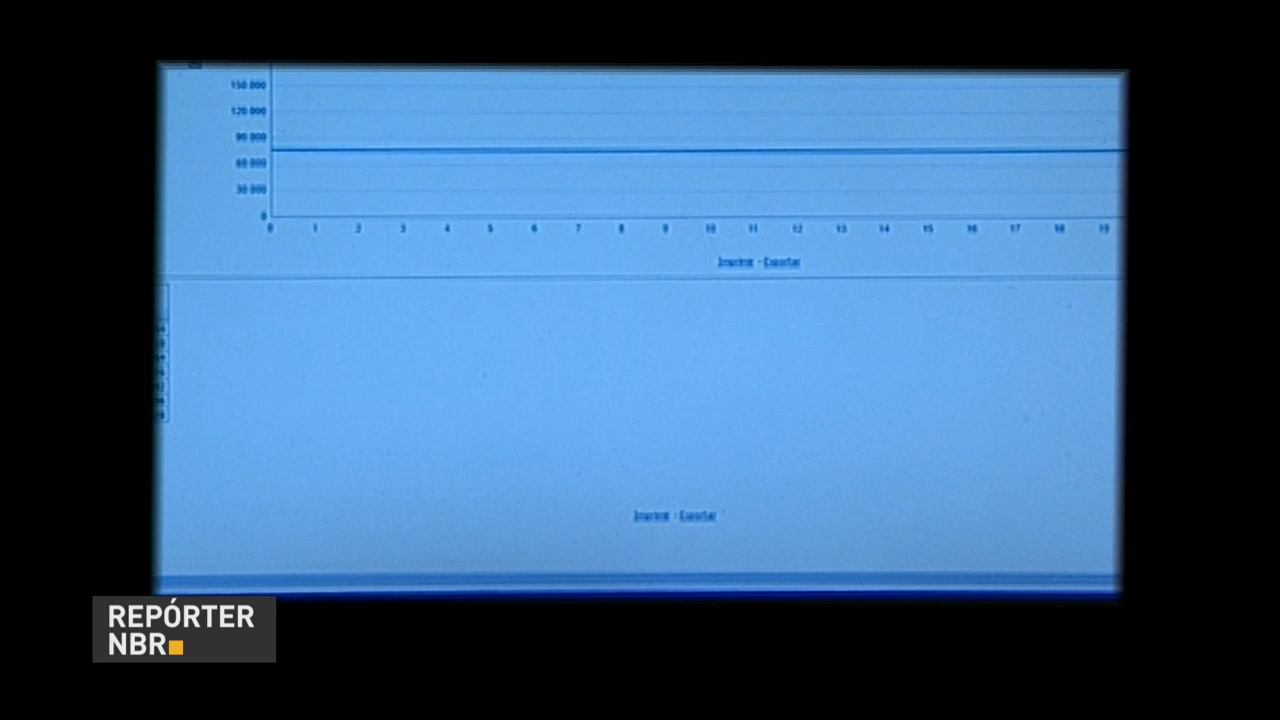 150 000
120 000
90 000
60 000
30 000
0
0 1 2 3 4 5 6 7 8 9 10 11 12 13 14 15 16 17 18 19
Imprimir - Exportar
Imprimir - Exportar
REPÓRTER
NBR